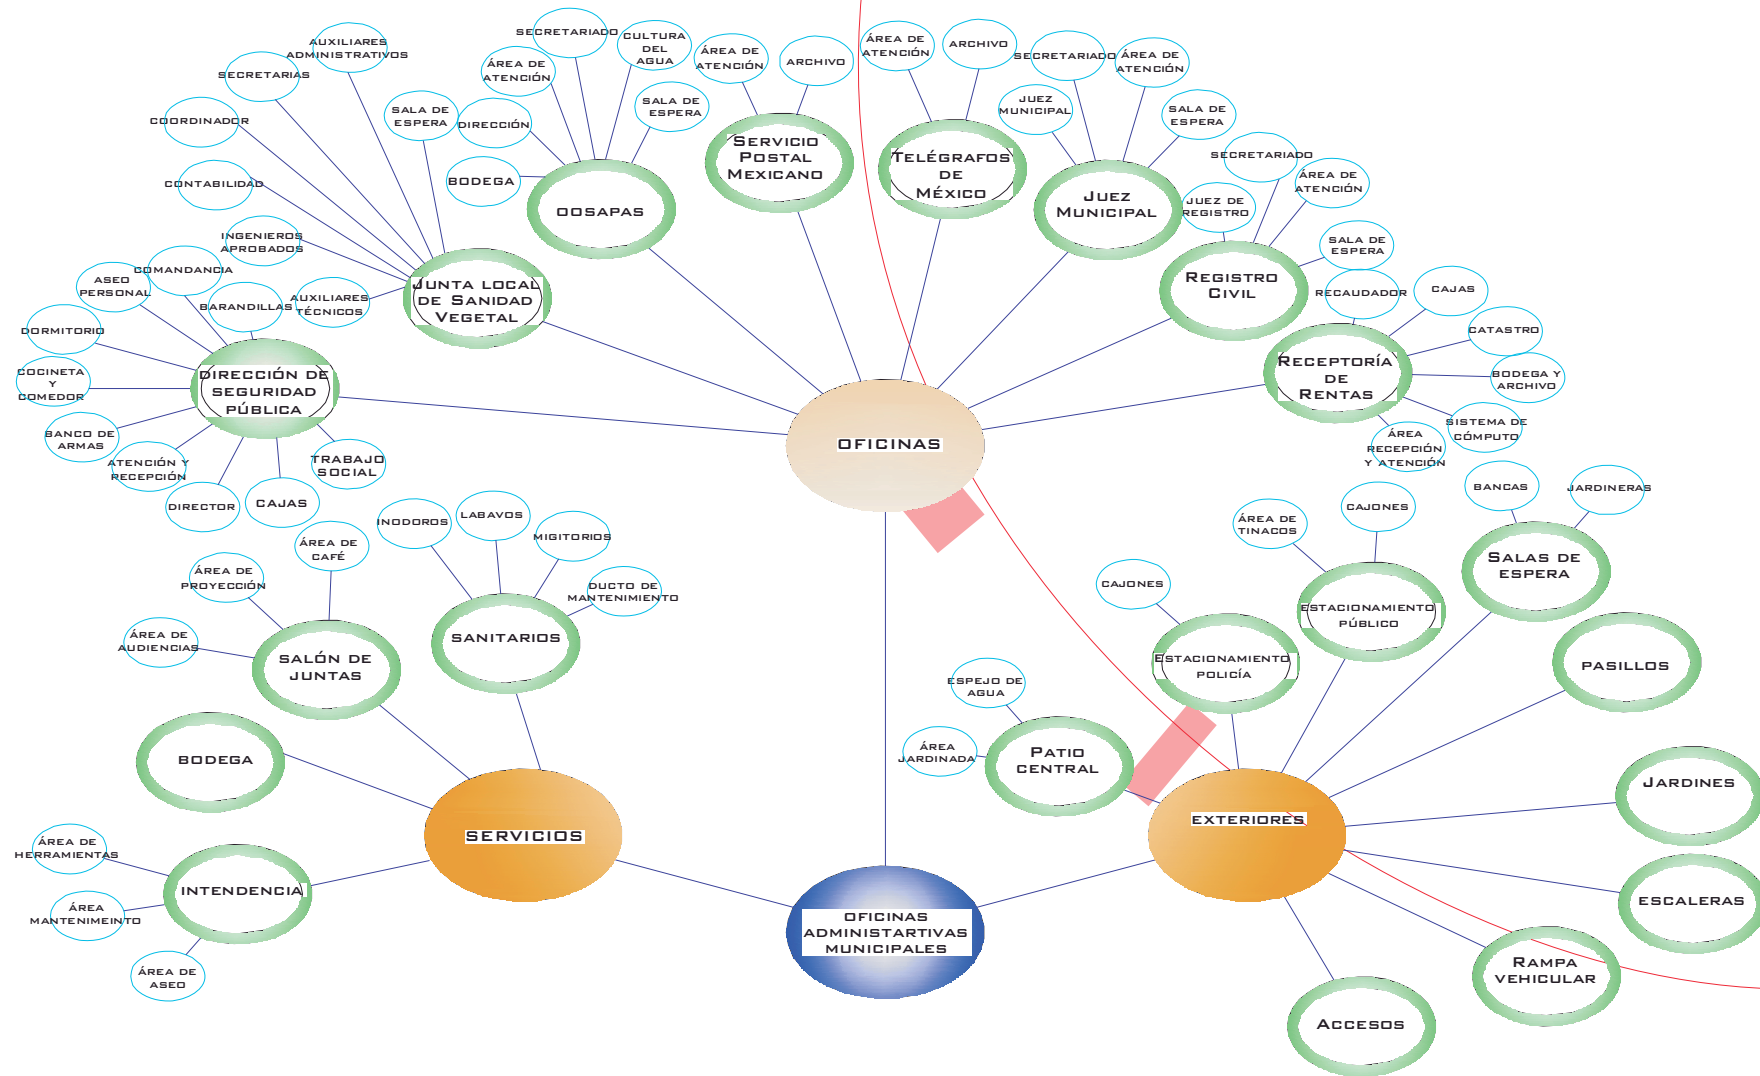 AUXILIARES
ADMINISTRATIVOS
SECRETARIAS
COORDINADOR
CONTABILIDAD
INGENIEROS
APROBADOS
AUXILIARES
TÉCNICOS
SALA DE
ESPERA
JUNTA LOCAL
DE SANIDAD
VEGETAL
SECRETARIADO
CULTURA
DEL
AGUA
ÁREA DE
ATENCIÓN
DIRECCIÓN
BODEGA
SALA DE
ESPERA
OOSAPAS
ÁREA DE
ATENCIÓN
ARCHIVO
SERVICIO
POSTAL
MEXICANO
ÁREA DE
ATENCIÓN
ARCHIVO
TELÉGRAFOS
DE
MÉXICO
SECRETARIADO
ÁREA DE
ATENCIÓN
JUEZ
MUNICIPAL
SALA DE
ESPERA
JUEZ
MUNICIPAL
SECRETARIADO
ÁREA DE
ATENCIÓN
JUEZ DE
REGISTRO
SALA DE
ESPERA
REGISTRO
CIVIL
RECAUDADOR
CAJAS
CATASTRO
BODEGA Y
ARCHIVO
SISTEMA DE
CÓMPUTO
ÁREA
RECEPCIÓN
Y ATENCIÓN
RECEPTORÍA
DE
RENTAS
COMANDANCIA
ASEO
PERSONAL
BARANDILLAS
DORMITORIO
COCINETA
Y
COMEDOR
BANCO DE
ARMAS
ATENCIÓN Y
RECEPCIÓN
DIRECTOR
CAJAS
TRABAJO
SOCIAL
DIRECCIÓN DE
SEGURIDAD
PÚBLICA
OFICINAS
INODOROS
LABAVOS
MIGITORIOS
DUCTO DE
MANTENIMIENTO
SANITARIOS
ÁREA DE
CAFÉ
ÁREA DE
PROYECCIÓN
ÁREA DE
AUDIENCIAS
SALÓN DE
JUNTAS
BODEGA
ÁREA DE
HERRAMIENTAS
ÁREA
MANTENIMEINTO
ÁREA DE
ASEO
INTENDENCIA
SERVICIOS
OFICINAS
ADMINISTARTIVAS
MUNICIPALES
EXTERIORES
ESPEJO DE
AGUA
ÁREA
JARDINADA
PATIO
CENTRAL
CAJONES
ESTACIONAMIENTO
POLICÍA
ÁREA DE
TINACOS
CAJONES
ESTACIONAMIENTO
PÚBLICO
BANCAS
JARDINERAS
SALAS DE
ESPERA
PASILLOS
JARDINES
ESCALERAS
RAMPA
VEHICULAR
ACCESOS